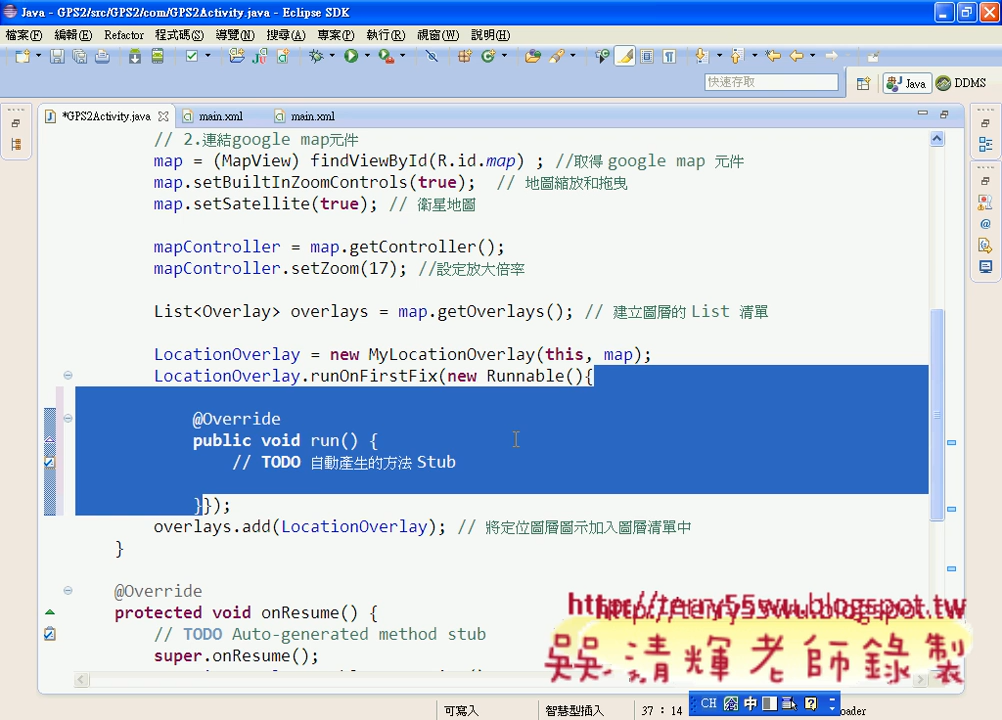 Java - GPS2/src/GPS2/com/GPS2Activity.java - Eclipse SDK
檔案(F) 編輯(E) Refactor 程式碼(S) 導覽(N) 搜尋(A) 專案(P) 執行(R) 視窗(W) 說明(H)
快速存取 Java DDMS
*GPS2Activity.java main.xml main.xml
// 2.連結google map元件
map = (MapView) findViewById(R.id.map) ; //取得 google map 元件
map.setBuiltInZoomControls(true); // 地圖縮放和拖曳
map.setSatellite(true); // 衛星地圖
mapController = map.getController();
mapController.setZoom(17); //設定放大倍率
List<Overlay> overlays = map.getOverlays(); // 建立圖層的 List 清單
LocationOverlay = new MyLocationOverlay(this, map);
LocationOverlay.runOnFirstFix(new Runnable(){
@Override
public void run() {
// TODO 自動產生的方法 Stub
}});
overlays.add(LocationOverlay); // 將定位圖層圖示加入圖層清單中
}
@Override
protected void onResume() {
// TODO Auto-generated method stub
super.onResume();
http://terry55wu.blogspot.tw
吳清輝老師錄製
可寫入 智慧型插入 37 : 14 oader
CH 中